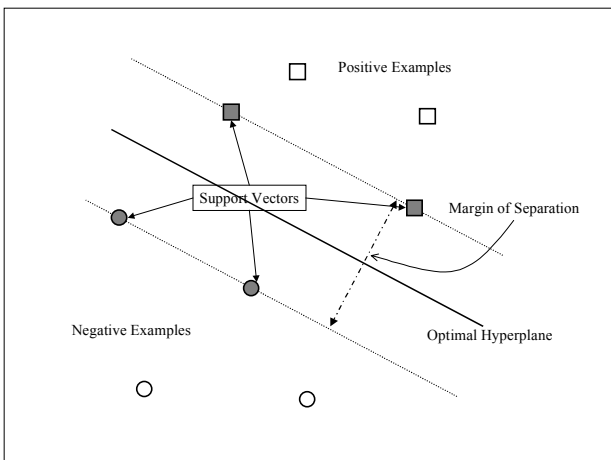 Positive Examples
Support Vectors
Margin of Separation
Negative Examples
Optimal Hyperplane